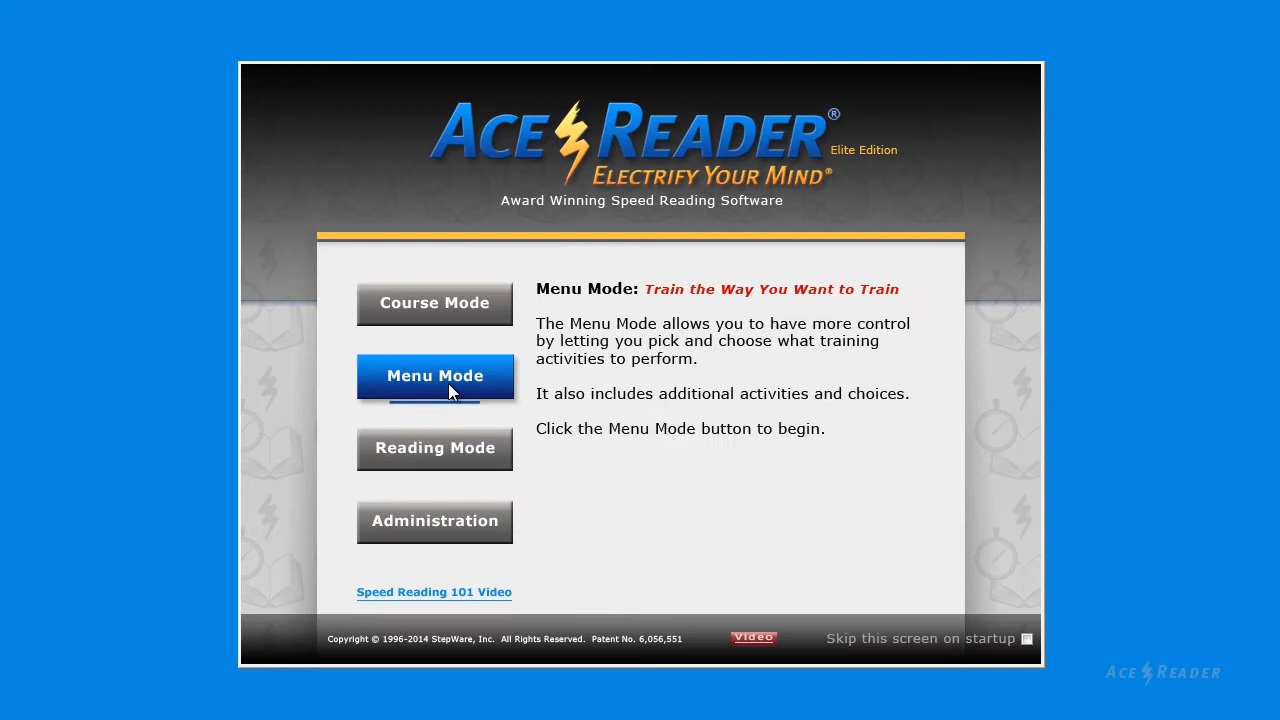 ACE READER®
Elite Edition
ELECTRIFY YOUR MIND®
Award Winning Speed Reading Software
Course Mode
Menu Mode
Reading Mode
Administration
Speed Reading 101 Video
Menu Mode: Train the Way You Want to Train
The Menu Mode allows you to have more control
by letting you pick and choose what training
activities to perform.
It also includes additional activities and choices.
Click the Menu Mode button to begin.
Copyright © 1996-2014 StepWare, Inc. All Rights Reserved. Patent No. 6,056,551
Video
Skip this screen on startup
ACE READER